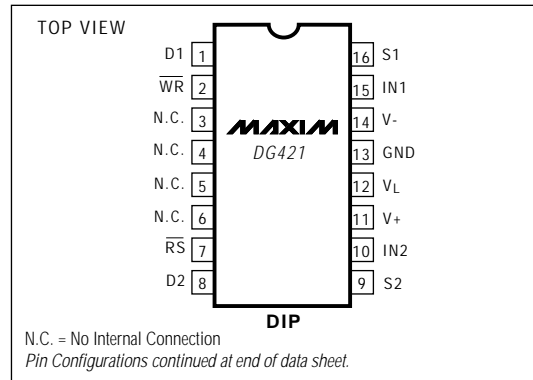 TOP VIEW
D1 1 16 S1
W̅R̅ 2 15 IN1
N.C. 3 14 V-
N.C. 4 13 GND
N.C. 5 12 VL
N.C. 6 11 V+
R̅S̅ 7 10 IN2
D2 8 9 S2
MAXIM
DG421
DIP
N.C. = No Internal Connection
Pin Configurations continued at end of data sheet.